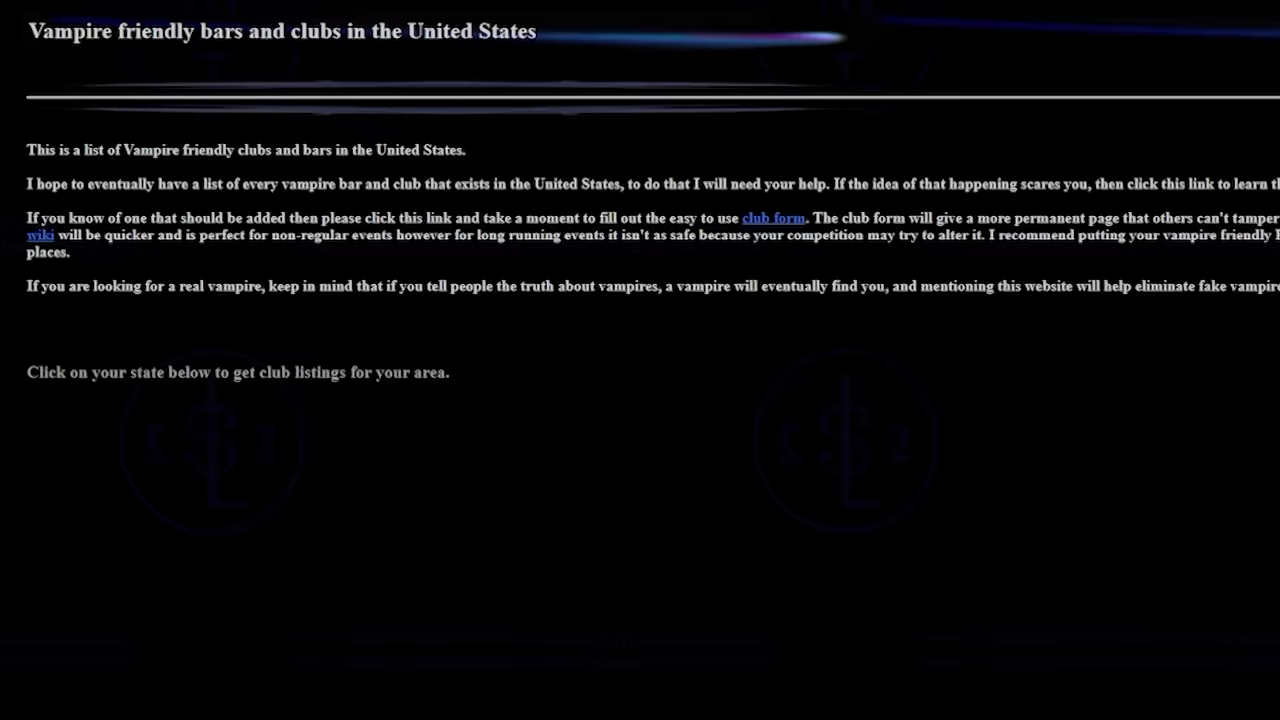 Vampire friendly bars and clubs in the United States
This is a list of Vampire friendly clubs and bars in the United States.
I hope to eventually have a list of every vampire bar and club that exists in the United States, to do that I will need your help. If the idea of that happening scares you, then click this link to learn
If you know of one that should be added then please click this link and take a moment to fill out the easy to use club form. The club form will give a more permanent page that others can't tamper
wiki will be quicker and is perfect for non-regular events however for long running events it isn't as safe because your competition may try to alter it. I recommend putting your vampire friendly
places.
If you are looking for a real vampire, keep in mind that if you tell people the truth about vampires, a vampire will eventually find you, and mentioning this website will help eliminate fake
Click on your state below to get club listings for your area.